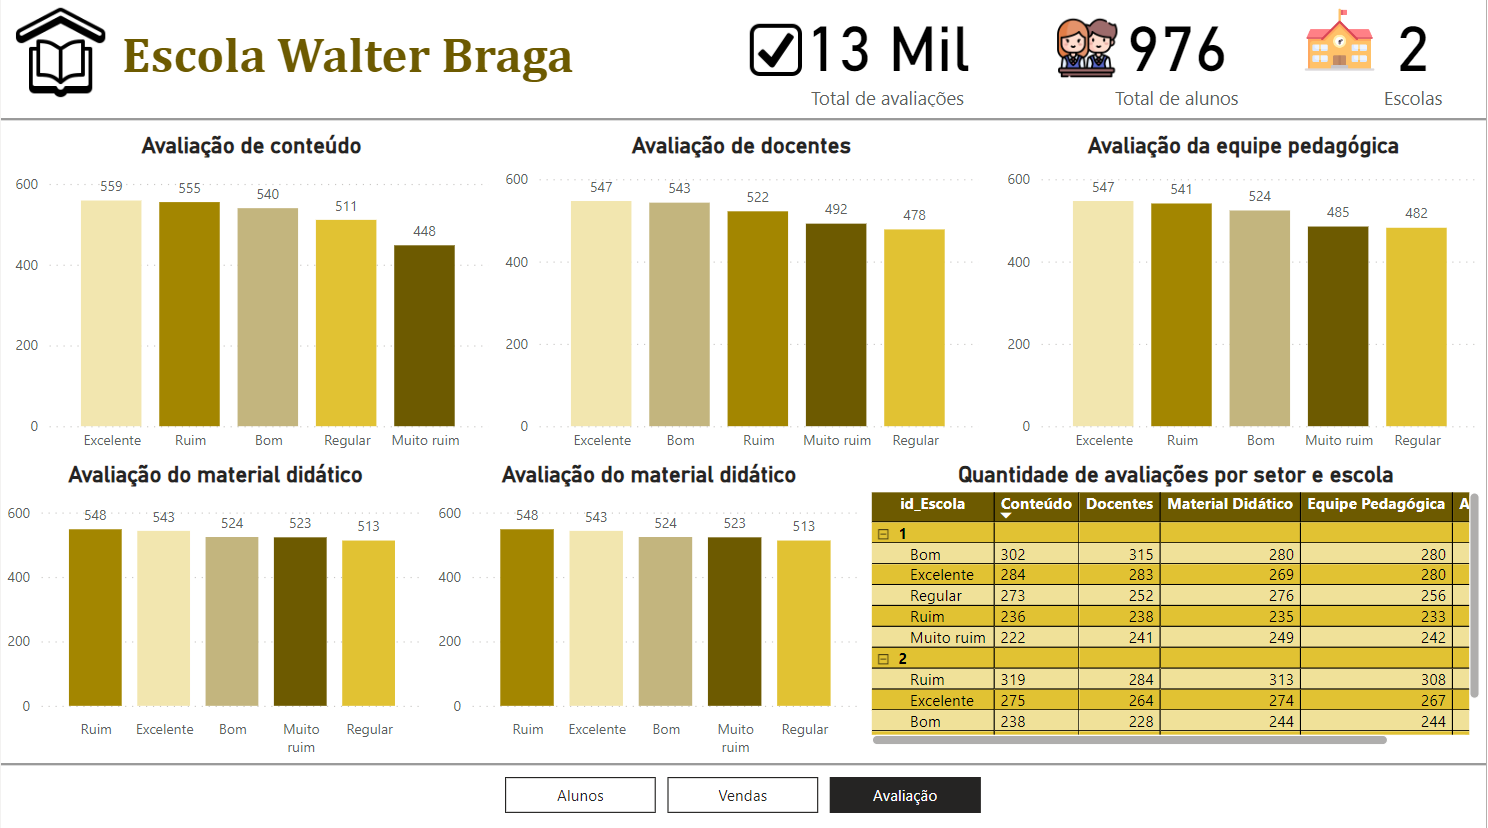 Escola Walter Braga
13 Mil
Total de avaliações
976
Total de alunos
2
Escolas
Avaliação de conteúdo
600
400
200
0
559
555
540
511
448
Excelente Ruim Bom Regular Muito ruim
Avaliação de docentes
600
400
200
0
547
543
522
492
478
Excelente Bom Ruim Muito ruim Regular
Avaliação da equipe pedagógica
600
400
200
0
547
541
524
485
482
Excelente Ruim Bom Muito ruim Regular
Avaliação do material didático
600
400
200
0
548
543
524
523
513
Ruim Excelente Bom Muito Regular
ruim
Avaliação do material didático
600
400
200
0
548
543
524
523
513
Ruim Excelente Bom Muito Regular
ruim
Quantidade de avaliações por setor e escola
id_Escola Conteúdo Docentes Material Didático Equipe Pedagógica A
1
Bom 302 315 280 280
Excelente 284 283 269 280
Regular 273 252 276 256
Ruim 236 238 235 233
Muito ruim 222 241 249 242
2
Ruim 319 284 313 308
Excelente 275 264 274 267
Bom 238 228 244 244
Alunos Vendas Avaliação